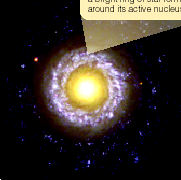 a bright ring of star form
around its active nucleus